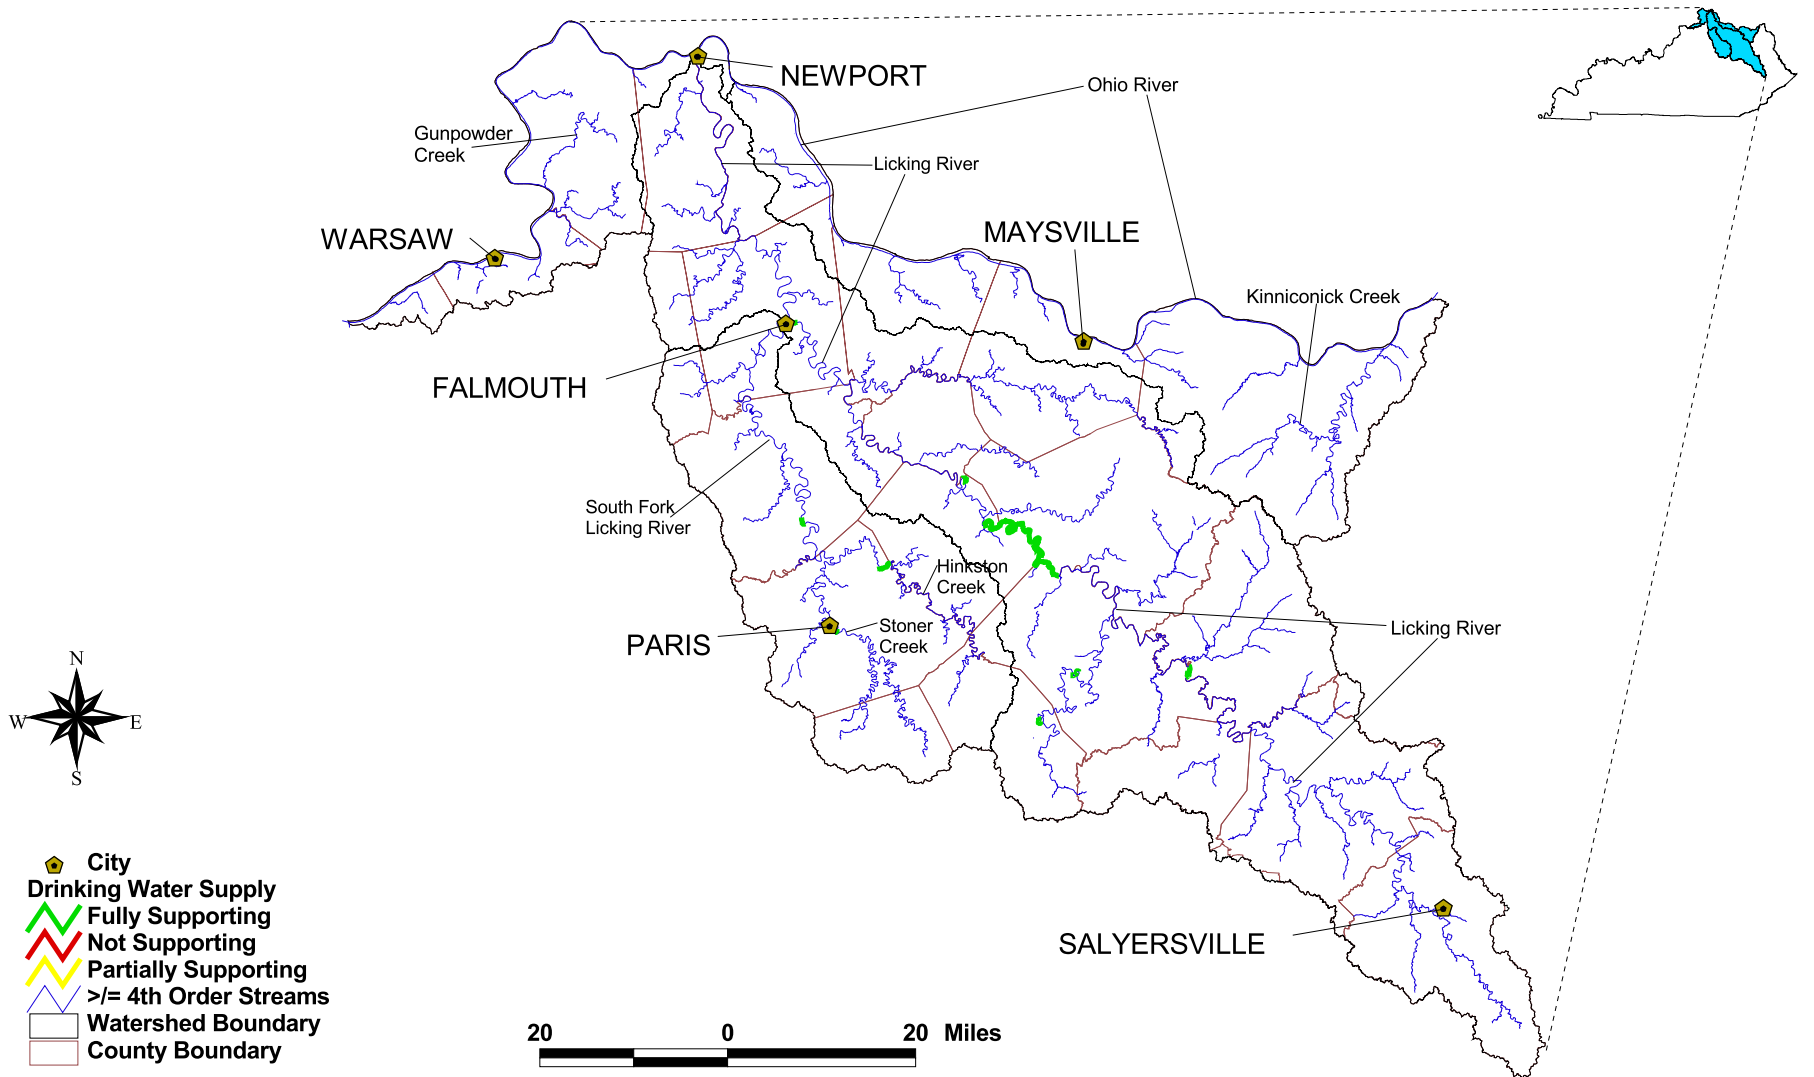 NEWPORT
Ohio River
Gunpowder
Creek
Licking River
WARSAW
MAYSVILLE
Kinniconick Creek
FALMOUTH
South Fork
Licking River
Hinkston
Creek
Stoner
Creek
PARIS
Licking River
SALYERSVILLE
N
W
E
S
City
Drinking Water Supply
Fully Supporting
Not Supporting
Partially Supporting
>/= 4th Order Streams
Watershed Boundary
County Boundary
20 0 20 Miles